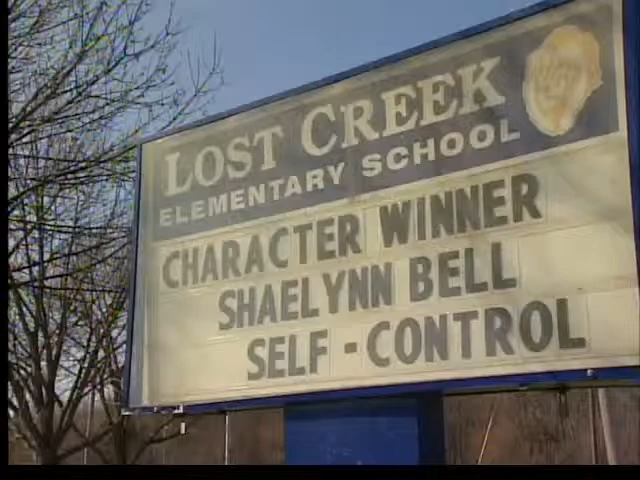 LOST CREEK
ELEMENTARY SCHOOL
CHARACTER WINNER
SHAELYNN BELL
SELF-CONTROL